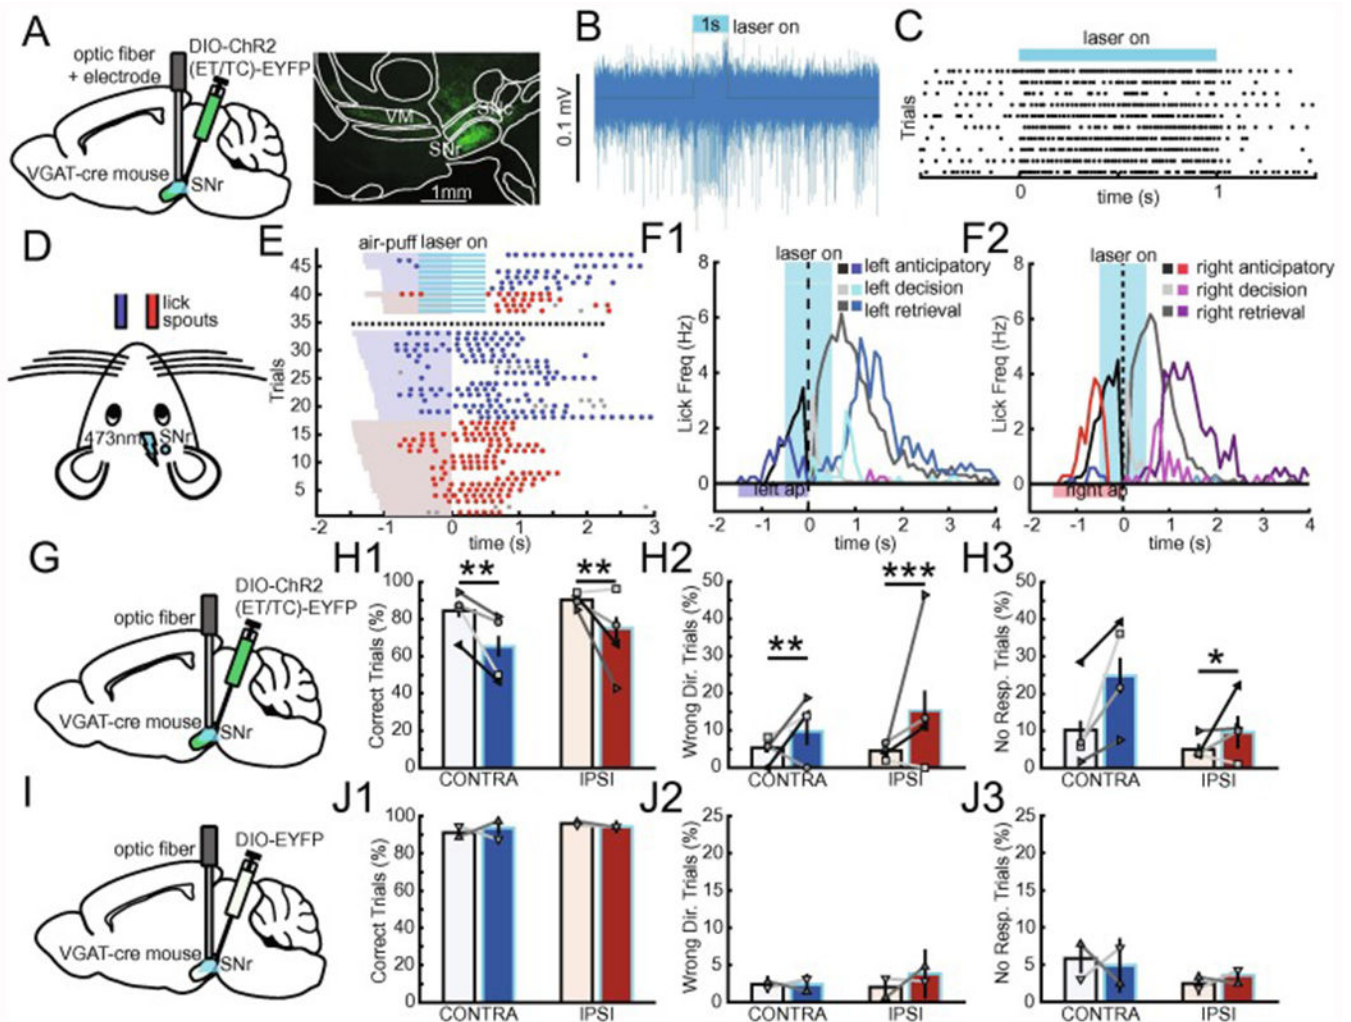 A
optic fiber
+ electrode
DIO-ChR2
(ET/TC)-EYFP
VGAT-cre mouse
SNr
VM
SNc
SNr
1mm
B
1s
laser on
0.1 mV
C
laser on
Trials
0
1
time (s)
D
lick
spouts
473nm
SNr
E
air-puff
laser on
Trials
45
40
35
30
25
20
15
10
5
-2
-1
0
1
2
3
time (s)
F1
laser on
left anticipatory
left decision
left retrieval
Lick Freq (Hz)
8
6
4
2
0
left ap
-2
-1
0
1
2
3
4
time (s)
F2
laser on
right anticipatory
right decision
right retrieval
Lick Freq (Hz)
8
6
4
2
0
right ap
-2
-1
0
1
2
3
4
time (s)
G
optic fiber
DIO-ChR2
(ET/TC)-EYFP
VGAT-cre mouse
SNr
H1
Correct Trials (%)
100
80
60
40
20
0
**
**
CONTRA
IPSI
H2
Wrong Dir. Trials (%)
50
40
30
20
10
0
**
***
CONTRA
IPSI
H3
No Resp. Trials (%)
50
40
30
20
10
0
*
CONTRA
IPSI
I
optic fiber
DIO-EYFP
VGAT-cre mouse
SNr
J1
Correct Trials (%)
100
80
60
40
20
0
CONTRA
IPSI
J2
Wrong Dir. Trials (%)
25
20
15
10
5
0
CONTRA
IPSI
J3
No Resp. Trials (%)
25
20
15
10
5
0
CONTRA
IPSI